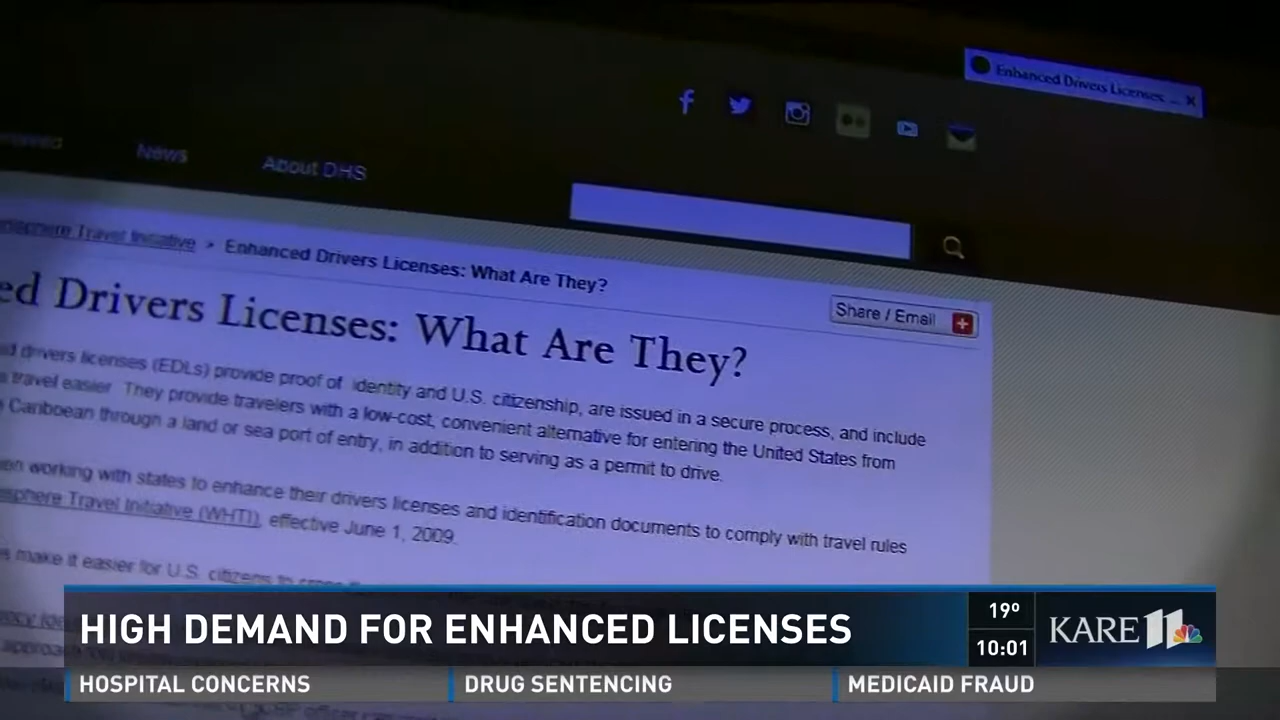 Enhanced Drivers Licenses: ...
News
About DHS
Travel Initiative > Enhanced Drivers Licenses: What Are They?
Share / Email
ed Drivers Licenses: What Are They?
drivers licenses (EDLs) provide proof of identity and U.S. citizenship, are issued in a secure process, and include
travel easier. They provide travelers with a low-cost, convenient alternative for entering the United States from
Caribbean through a land or sea port of entry, in addition to serving as a permit to drive.
working with states to enhance their drivers licenses and identification documents to comply with travel rules
sphere Travel Initiative (WHTI), effective June 1, 2009.
make it easier for U.S. citizens to
HIGH DEMAND FOR ENHANCED LICENSES
19º
10:01
KARE 11
HOSPITAL CONCERNS
DRUG SENTENCING
MEDICAID FRAUD